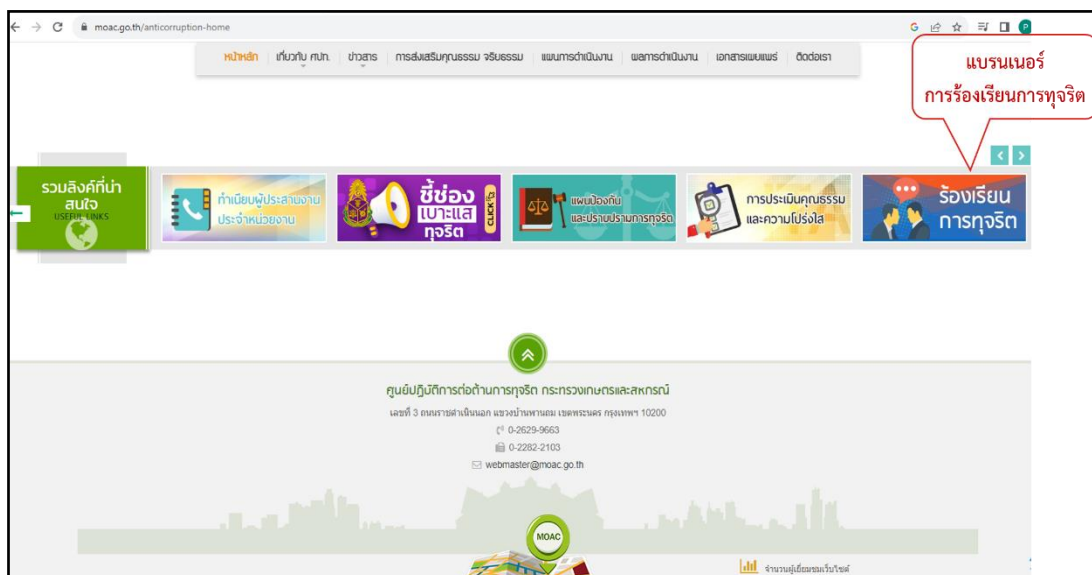 moac.go.th/anticorruption-home
หน้าหลัก เกี่ยวกับ ศปท. ข่าวสาร การส่งเสริมคุณธรรม จริยธรรม แผนการดำเนินงาน ผลการดำเนินงาน เอกสารเผยแพร่ ติดต่อเรา
แบรนเนอร์
การร้องเรียนการทุจริต
รวมลิงค์ที่น่า
สนใจ
USEFUL LINKS
ทำเนียบผู้ประสานงาน
ประจำหน่วยงาน
ชี้ช่อง
เบาะแส
ทุจริต
CLICK
แผนป้องกัน
และปราบปรามการทุจริต
การประเมินคุณธรรม
และความโปร่งใส
ร้องเรียน
การทุจริต
ศูนย์ปฏิบัติการต่อต้านการทุจริต กระทรวงเกษตรและสหกรณ์
เลขที่ 3 ถนนราชดำเนินนอก แขวงบ้านพานถม เขตพระนคร กรุงเทพฯ 10200
0-2629-9663
0-2282-2103
webmaster@moac.go.th
MOAC
จำนวนผู้เยี่ยมชมเว็บไซต์